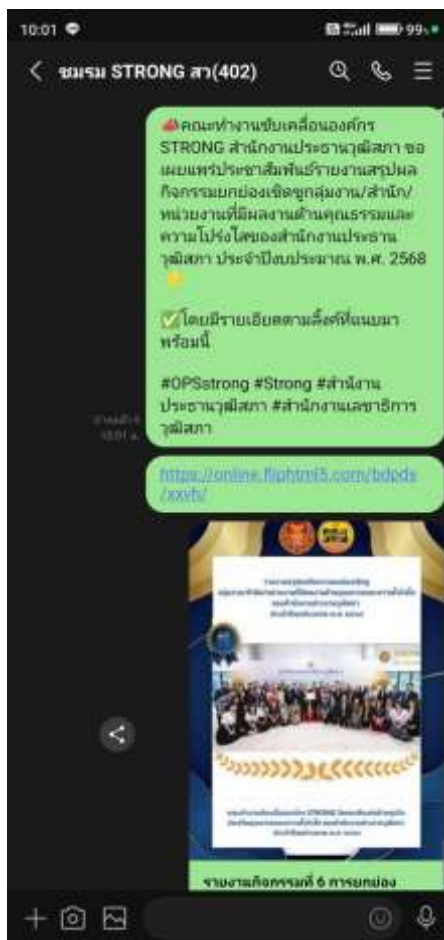 10:01
99
ชมรม STRONG สว(402)
📣คณะทำงานขับเคลื่อนองค์กร
STRONG สำนักงานประธานวุฒิสภา ขอ
เผยแพร่ประชาสัมพันธ์รายงานสรุปผล
กิจกรรมยกย่องเชิดชูกลุ่มงาน/สำนัก/
หน่วยงานที่มีผลงานด้านคุณธรรมและ
ความโปร่งใสของสำนักงานประธาน
วุฒิสภา ประจำปีงบประมาณ พ.ศ. 2568
✅โดยมีรายเอียดตามลิ้งค์ที่แนบมา
พร้อมนี้
#OPSstrong #Strong #สำนักงาน
ประธานวุฒิสภา #สำนักงานเลขาธิการ
วุฒิสภา
10:01 น.
https://online.fliphtml5.com/bdpds
/xxvh/
รายงานกิจกรรมที่ 6 การยกย่อง